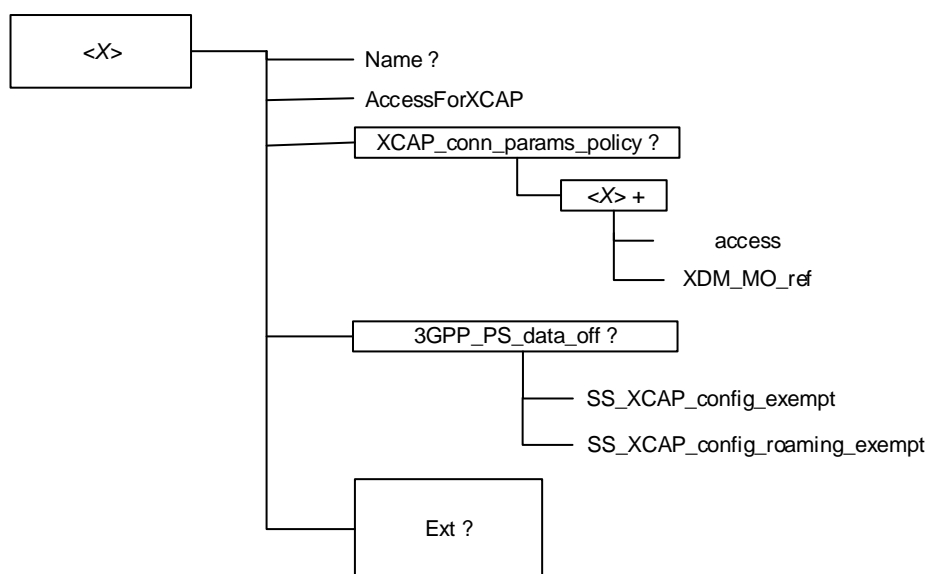 <X>
Name ?
AccessForXCAP
XCAP_conn_params_policy ?
<X> +
access
XDM_MO_ref
3GPP_PS_data_off ?
SS_XCAP_config_exempt
SS_XCAP_config_roaming_exempt
Ext ?